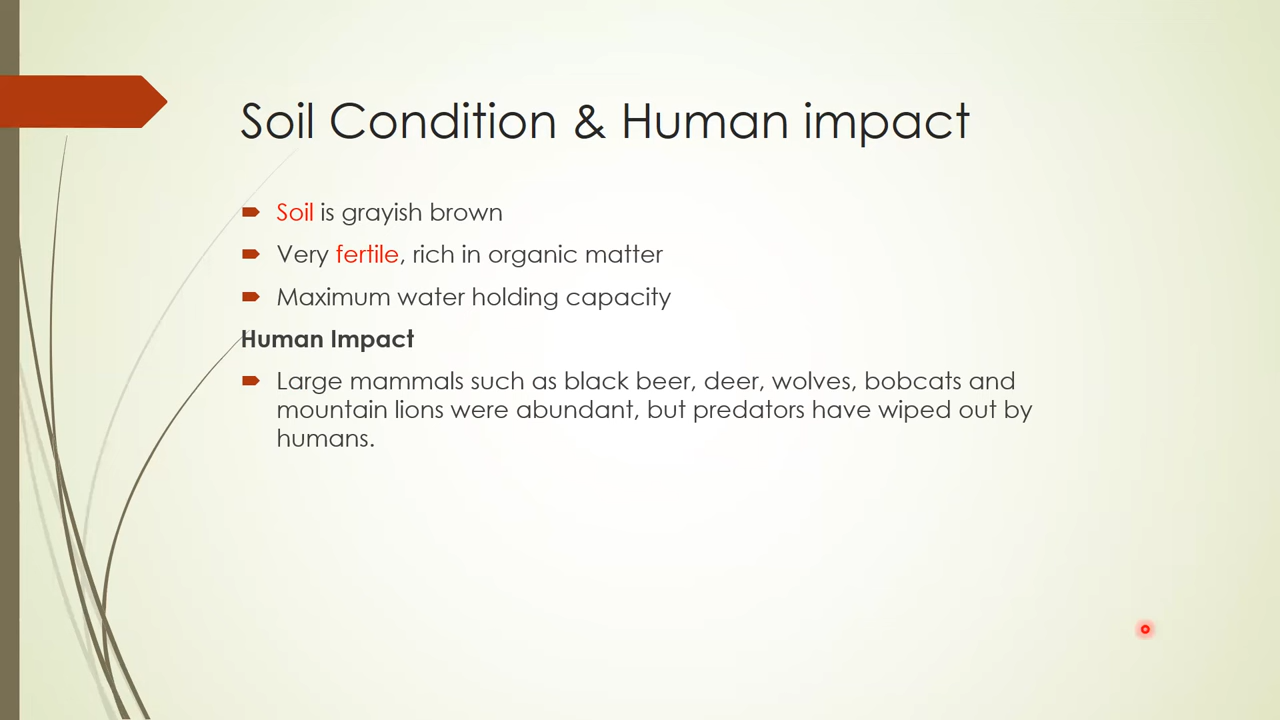 Soil Condition & Human impact
Soil is grayish brown
Very fertile, rich in organic matter
Maximum water holding capacity
Human Impact
Large mammals such as black beer, deer, wolves, bobcats and
mountain lions were abundant, but predators have wiped out by
humans.